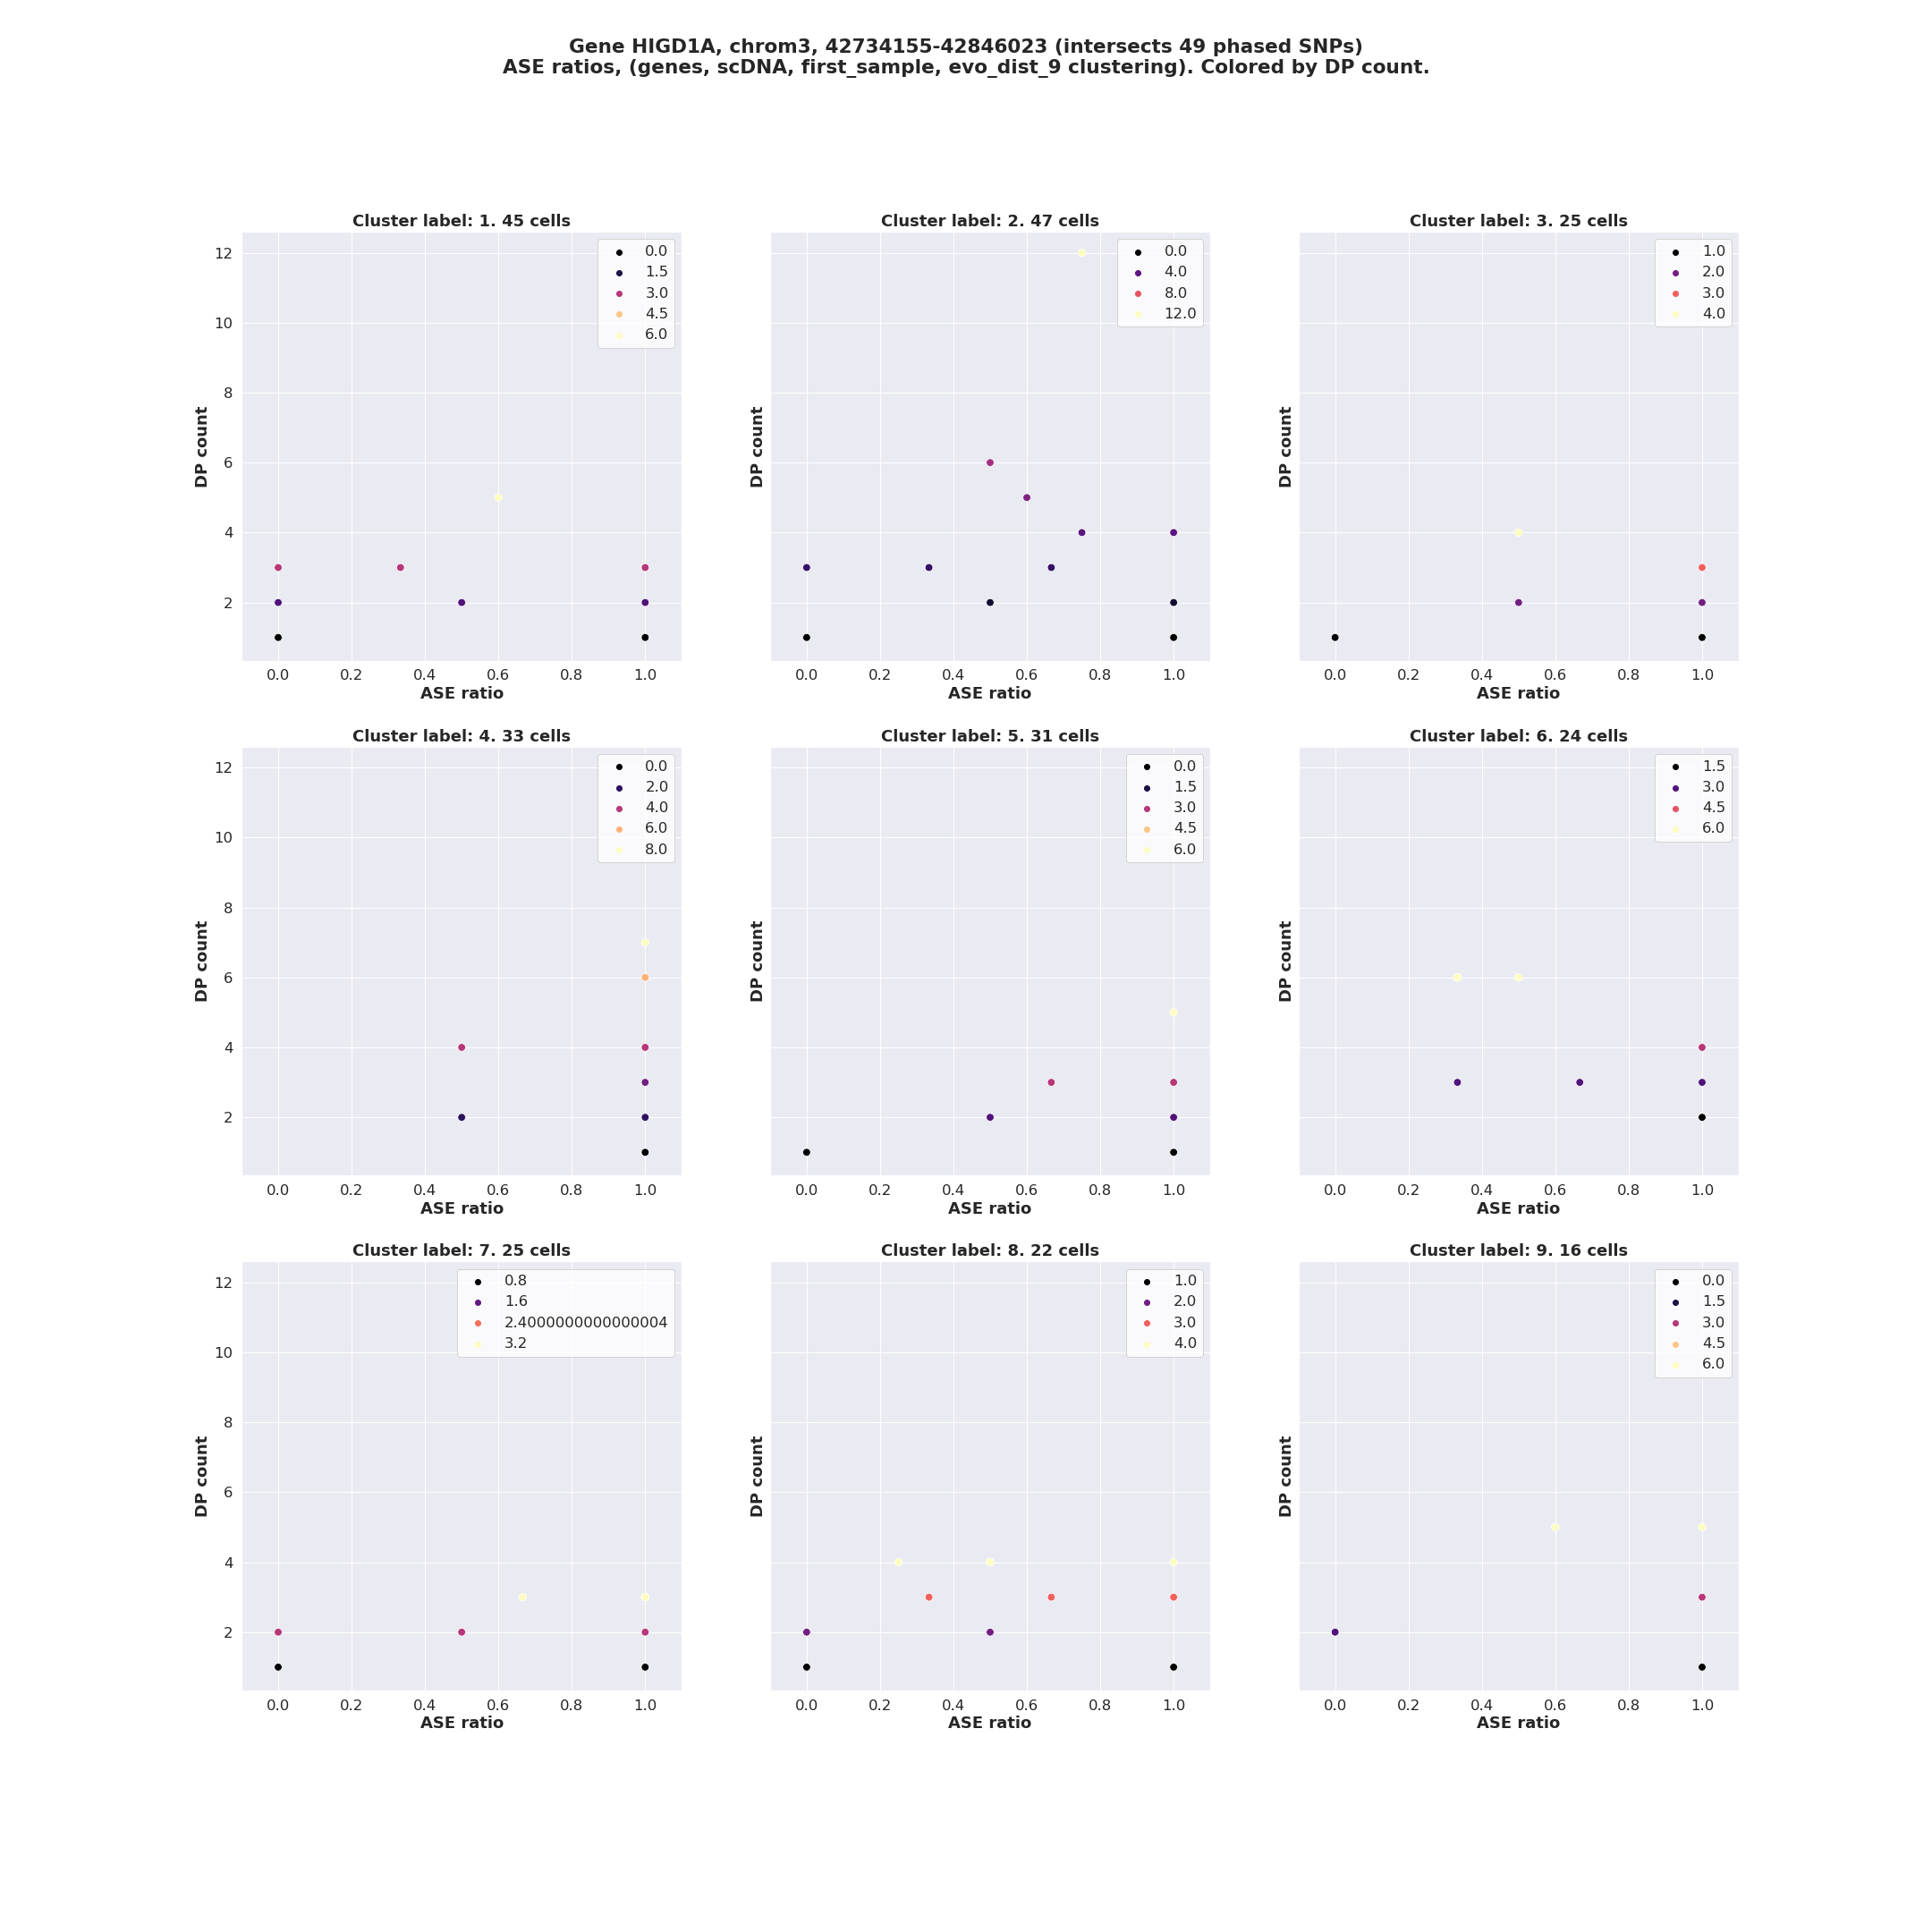 Gene HIGD1A, chrom3, 42734155-42846023 (intersects 49 phased SNPs)
ASE ratios, (genes, scDNA, first_sample, evo_dist_9 clustering). Colored by DP count.
Cluster label: 1. 45 cells
DP count
12
10
8
6
4
2
0.0
1.5
3.0
4.5
6.0
0.0 0.2 0.4 0.6 0.8 1.0
ASE ratio
Cluster label: 2. 47 cells
DP count
0.0
4.0
8.0
12.0
0.0 0.2 0.4 0.6 0.8 1.0
ASE ratio
Cluster label: 3. 25 cells
DP count
1.0
2.0
3.0
4.0
0.0 0.2 0.4 0.6 0.8 1.0
ASE ratio
Cluster label: 4. 33 cells
DP count
12
10
8
6
4
2
0.0
2.0
4.0
6.0
8.0
0.0 0.2 0.4 0.6 0.8 1.0
ASE ratio
Cluster label: 5. 31 cells
DP count
0.0
1.5
3.0
4.5
6.0
0.0 0.2 0.4 0.6 0.8 1.0
ASE ratio
Cluster label: 6. 24 cells
DP count
1.5
3.0
4.5
6.0
0.0 0.2 0.4 0.6 0.8 1.0
ASE ratio
Cluster label: 7. 25 cells
DP count
12
10
8
6
4
2
0.8
1.6
2.4000000000000004
3.2
0.0 0.2 0.4 0.6 0.8 1.0
ASE ratio
Cluster label: 8. 22 cells
DP count
1.0
2.0
3.0
4.0
0.0 0.2 0.4 0.6 0.8 1.0
ASE ratio
Cluster label: 9. 16 cells
DP count
0.0
1.5
3.0
4.5
6.0
0.0 0.2 0.4 0.6 0.8 1.0
ASE ratio